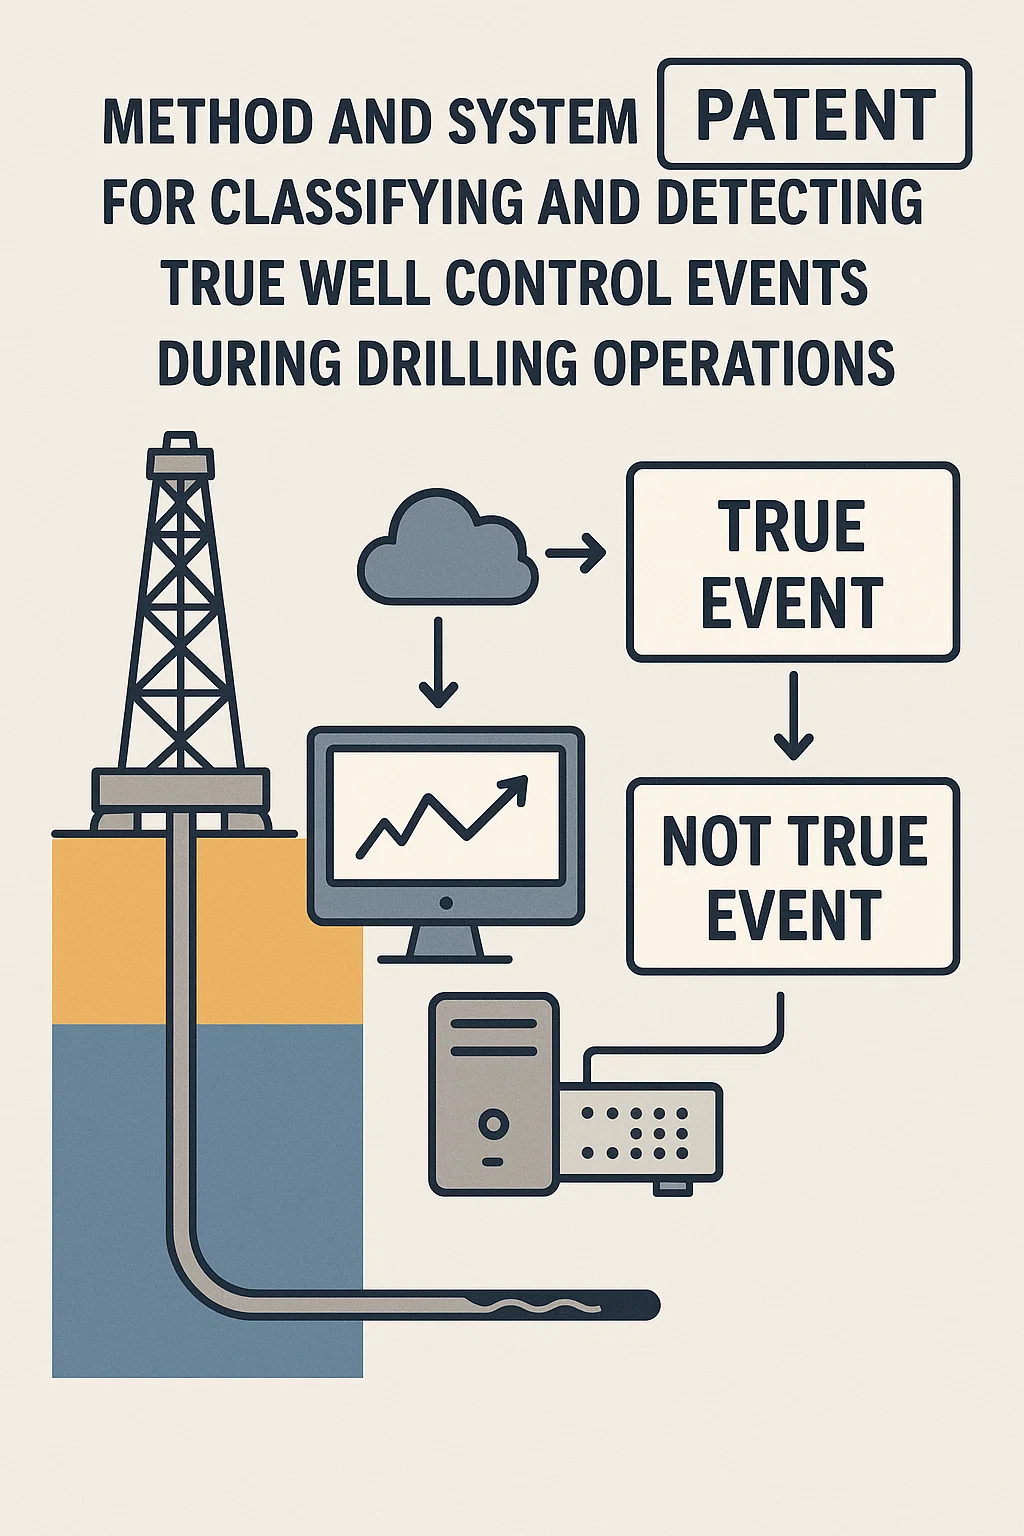 METHOD AND SYSTEM PATENT
FOR CLASSIFYING AND DETECTING
TRUE WELL CONTROL EVENTS
DURING DRILLING OPERATIONS
TRUE
EVENT
NOT TRUE
EVENT